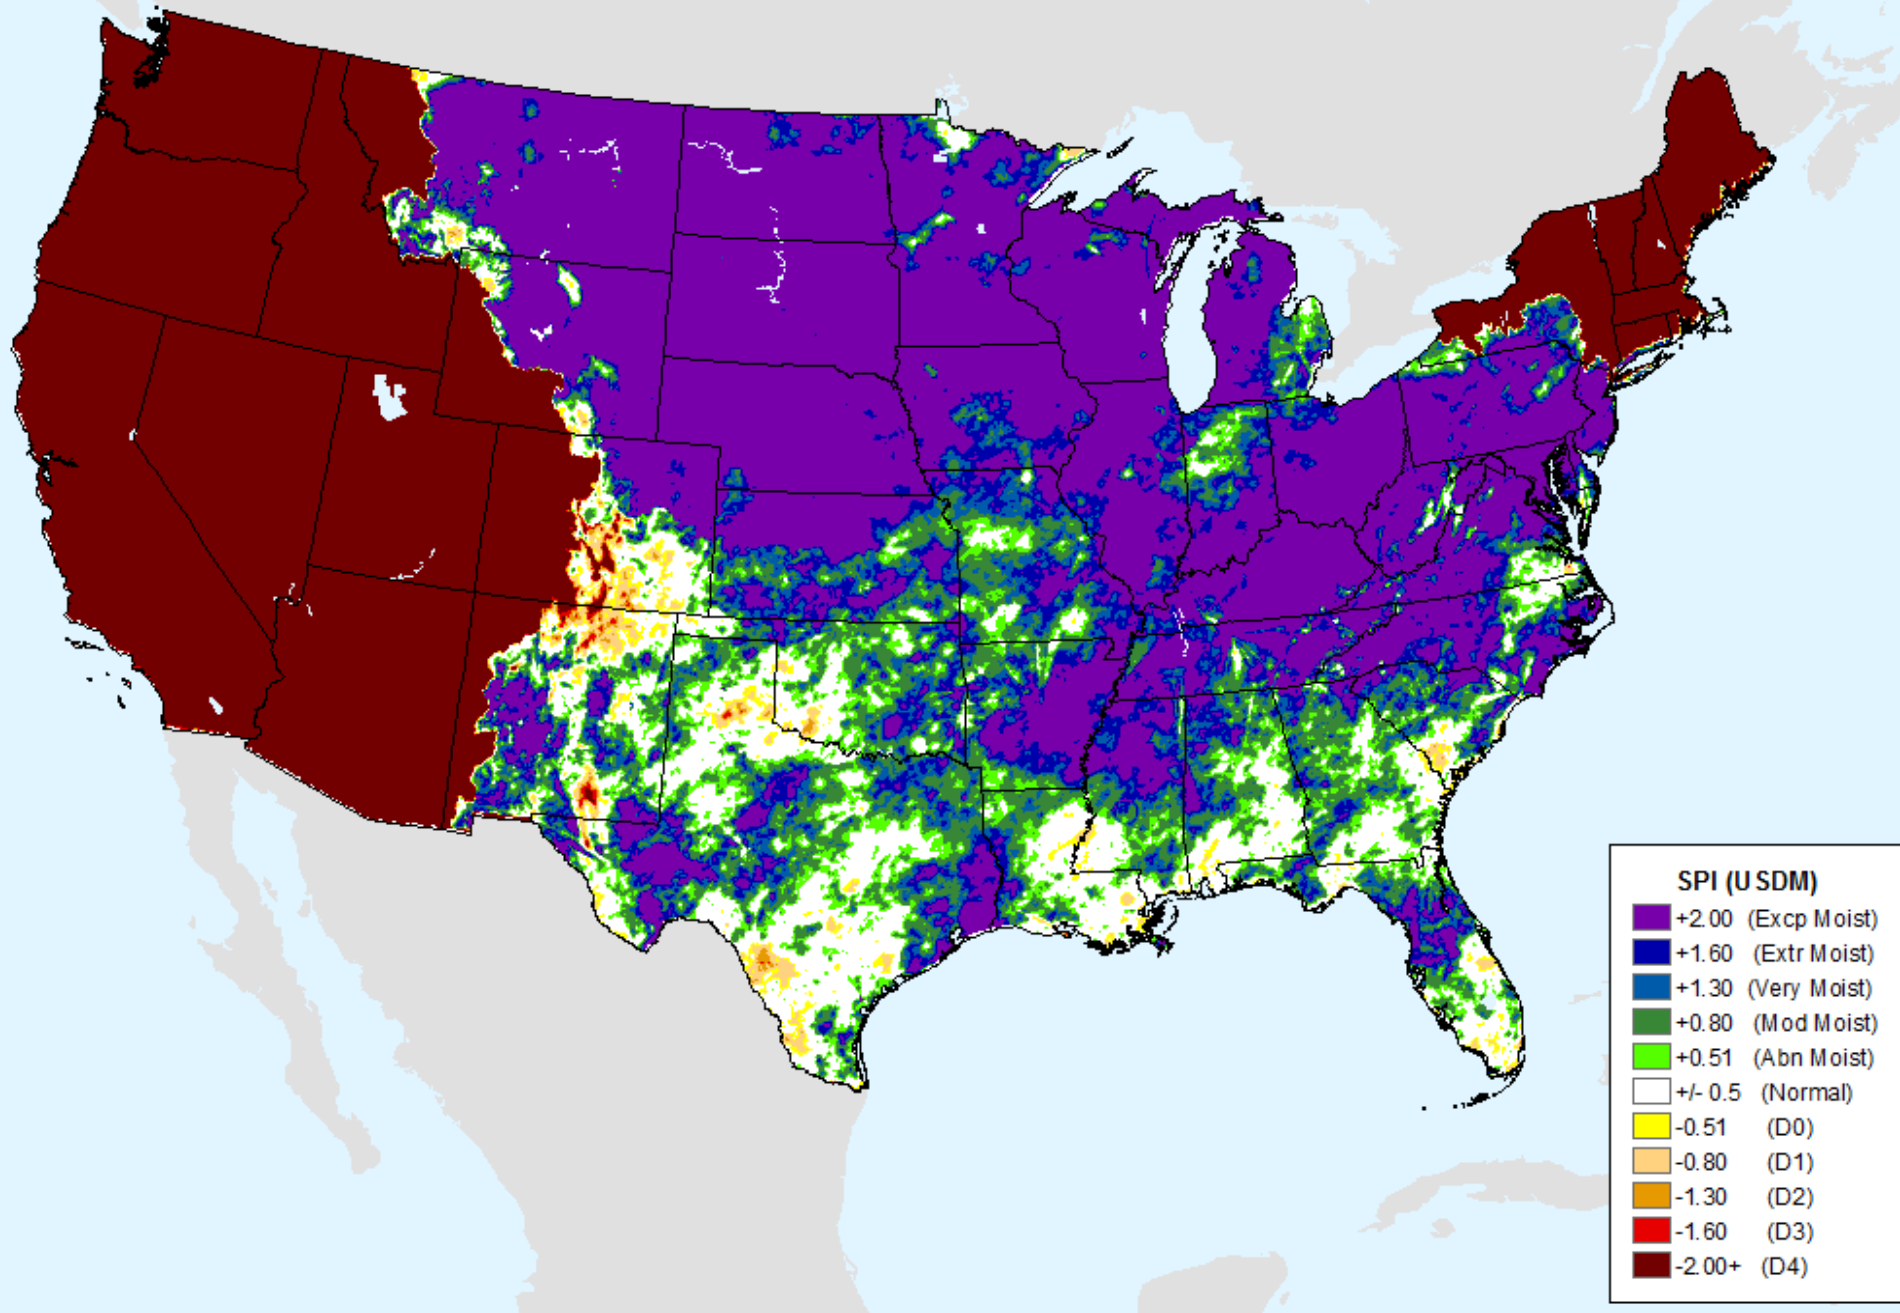 SPI (USDM)
+2.00 (Excp Moist)
+1.60 (Extr Moist)
+1.30 (Very Moist)
+0.80 (Mod Moist)
+0.51 (Abn Moist)
+/- 0.5 (Normal)
-0.51 (D0)
-0.80 (D1)
-1.30 (D2)
-1.60 (D3)
-2.00+ (D4)